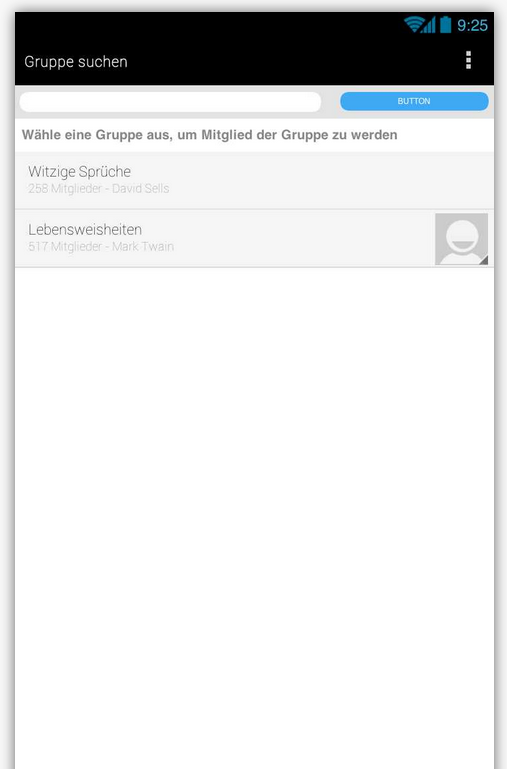 9:25
Gruppe suchen
BUTTON
Wähle eine Gruppe aus, um Mitglied der Gruppe zu werden
Witzige Sprüche
258 Mitglieder - David Sells
Lebensweisheiten
517 Mitglieder - Mark Twain